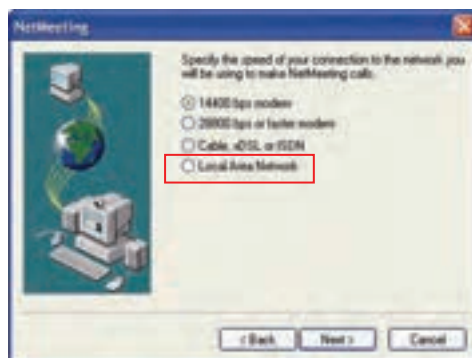 NetMeeting
Specify the speed of your connection to the network you
will be using to make NetMeeting calls.
14400 bps modem
28800 bps or faster modem
Cable, xDSL or ISDN
Local Area Network
< Back
Next >
Cancel